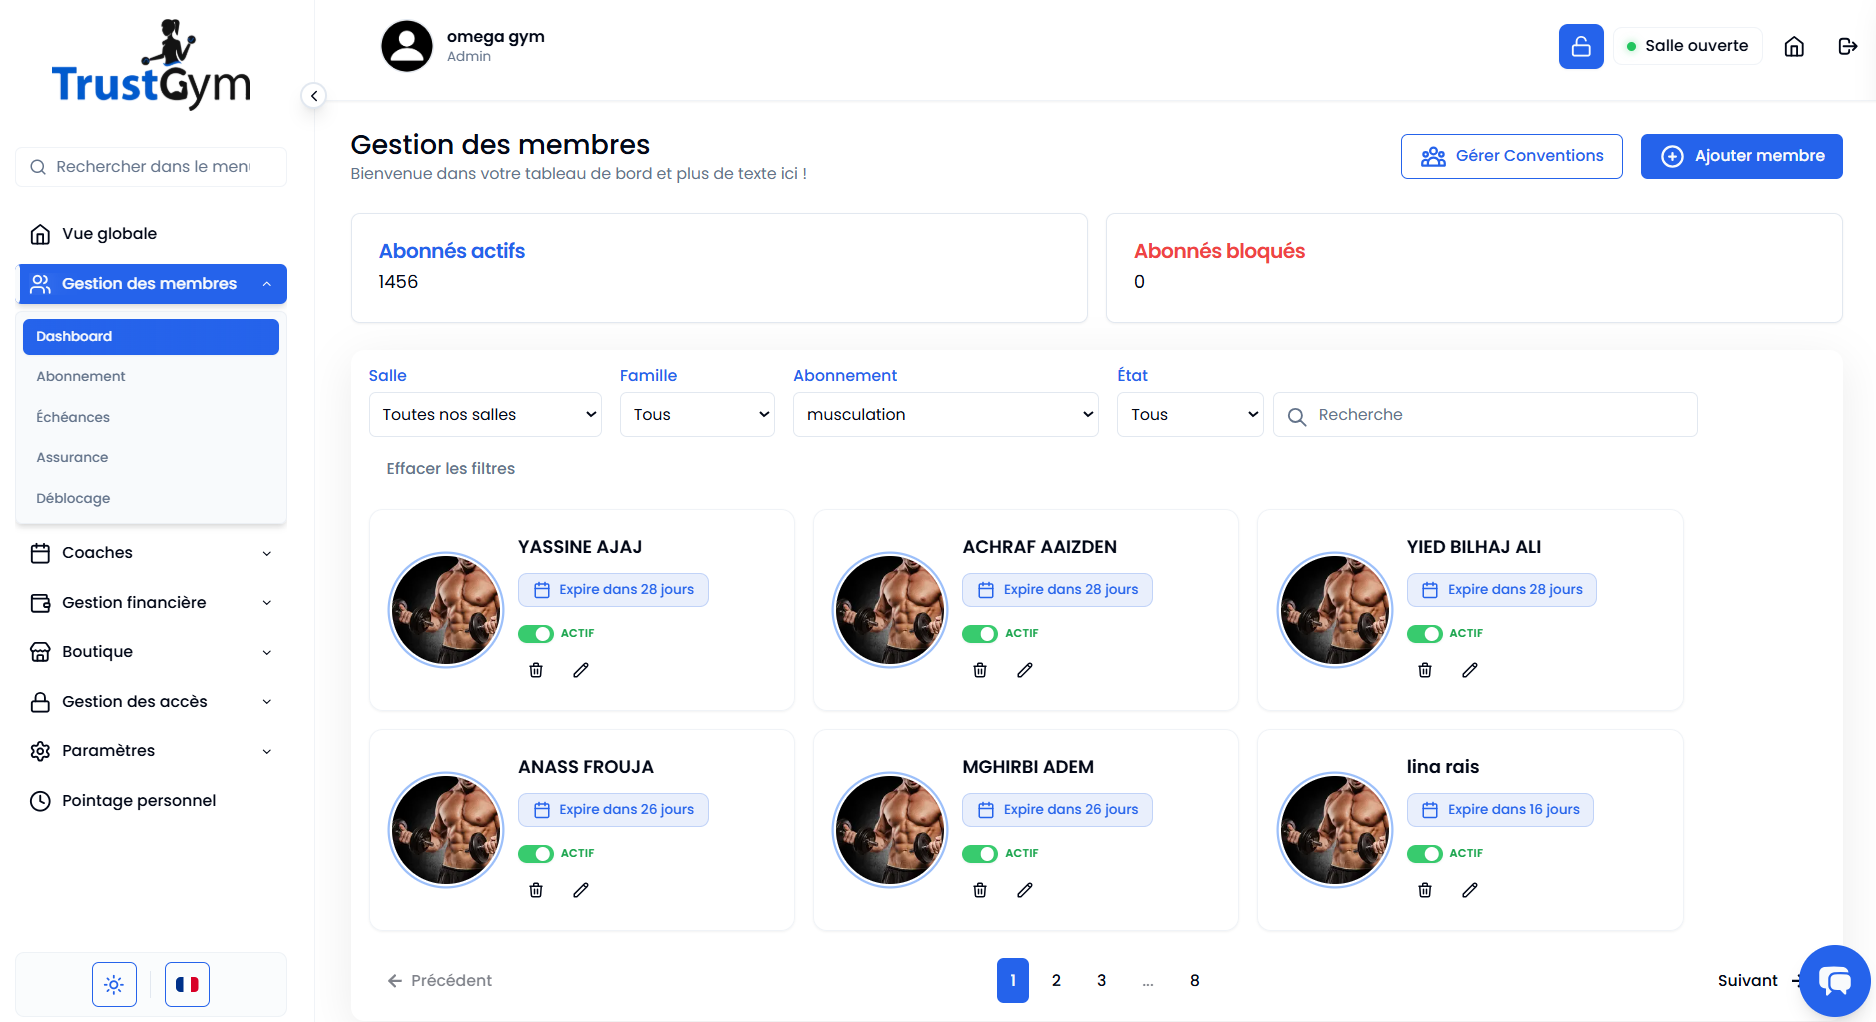 TrustGym
Rechercher dans le men
Vue globale
Gestion des membres
Dashboard
Abonnement
Échéances
Assurance
Déblocage
Coaches
Gestion financière
Boutique
Gestion des accès
Paramètres
Pointage personnel
omega gym
Admin
Salle ouverte
Gestion des membres
Bienvenue dans votre tableau de bord et plus de texte ici !
Gérer Conventions
Ajouter membre
Abonnés actifs
1456
Abonnés bloqués
0
Salle
Famille
Abonnement
État
Toutes nos salles
Tous
musculation
Tous
Recherche
Effacer les filtres
YASSINE AJAJ
Expire dans 28 jours
ACTIF
ACHRAF AAIZDEN
Expire dans 28 jours
ACTIF
YIED BILHAJ ALI
Expire dans 28 jours
ACTIF
ANASS FROUJA
Expire dans 26 jours
ACTIF
MGHIRBI ADEM
Expire dans 26 jours
ACTIF
lina rais
Expire dans 16 jours
ACTIF
Précédent
1 2 3 ... 8
Suivant